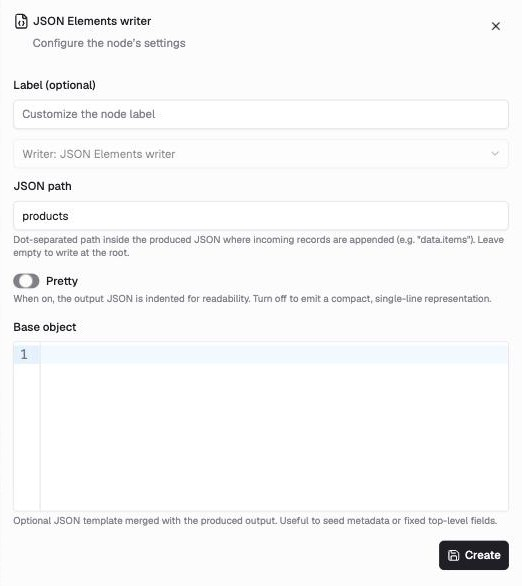 JSON Elements writer
Configure the node's settings
Label (optional)
Customize the node label
Writer: JSON Elements writer
JSON path
products
Dot-separated path inside the produced JSON where incoming records are appended (e.g. "data.items"). Leave
empty to write at the root.
Pretty
When on, the output JSON is indented for readability. Turn off to emit a compact, single-line representation.
Base object
1
Optional JSON template merged with the produced output. Useful to seed metadata or fixed top-level fields.
Create